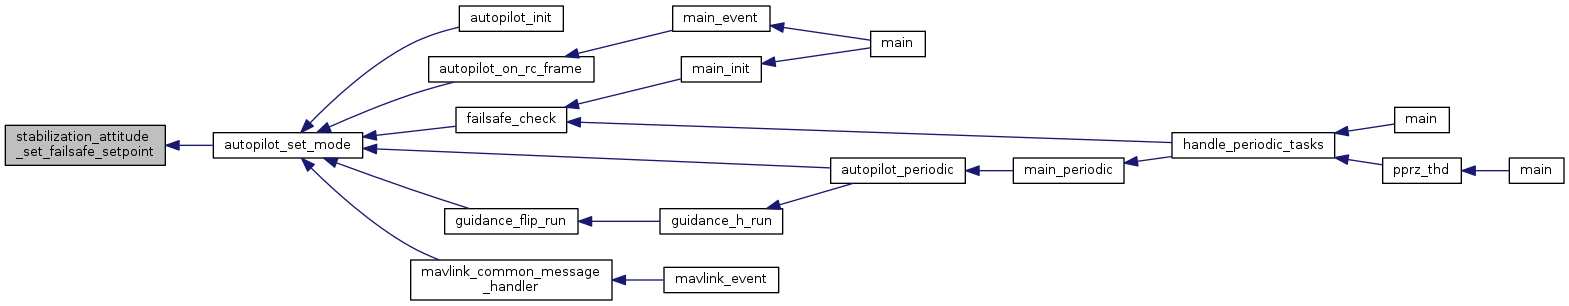 stabilization_attitude
_set_failsafe_setpoint
autopilot_set_mode
autopilot_init
autopilot_on_rc_frame
main_event
main
main_init
failsafe_check
handle_periodic_tasks
main
pprz_thd
main
autopilot_periodic
main_periodic
guidance_flip_run
guidance_h_run
mavlink_common_message
_handler
mavlink_event